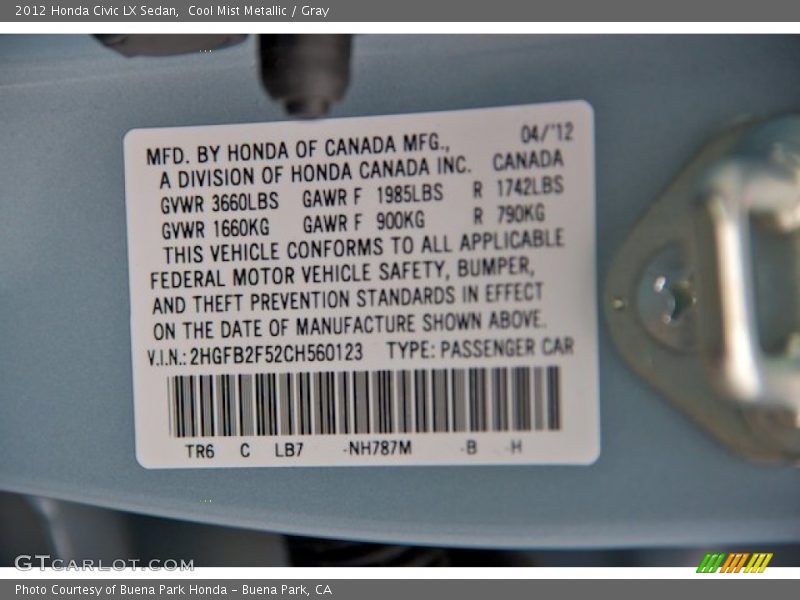 2012 Honda Civic LX Sedan,  Cool Mist Metallic / Gray
MFD. BY HONDA OF CANADA MFG., 04/'12
A DIVISION OF HONDA CANADA INC. CANADA
GVWR 3660LBS GAWR F 1985LBS R 1742LBS
GVWR 1660KG GAWR F 900KG R 790KG
THIS VEHICLE CONFORMS TO ALL APPLICABLE
FEDERAL MOTOR VEHICLE SAFETY, BUMPER,
AND THEFT PREVENTION STANDARDS IN EFFECT
ON THE DATE OF MANUFACTURE SHOWN ABOVE.
V.I.N.: 2HGFB2F52CH560123 TYPE: PASSENGER CAR
TR6 C LB7 -NH787M -B -H
GTCARLOT.COM
Photo Courtesy of Buena Park Honda – Buena Park, CA